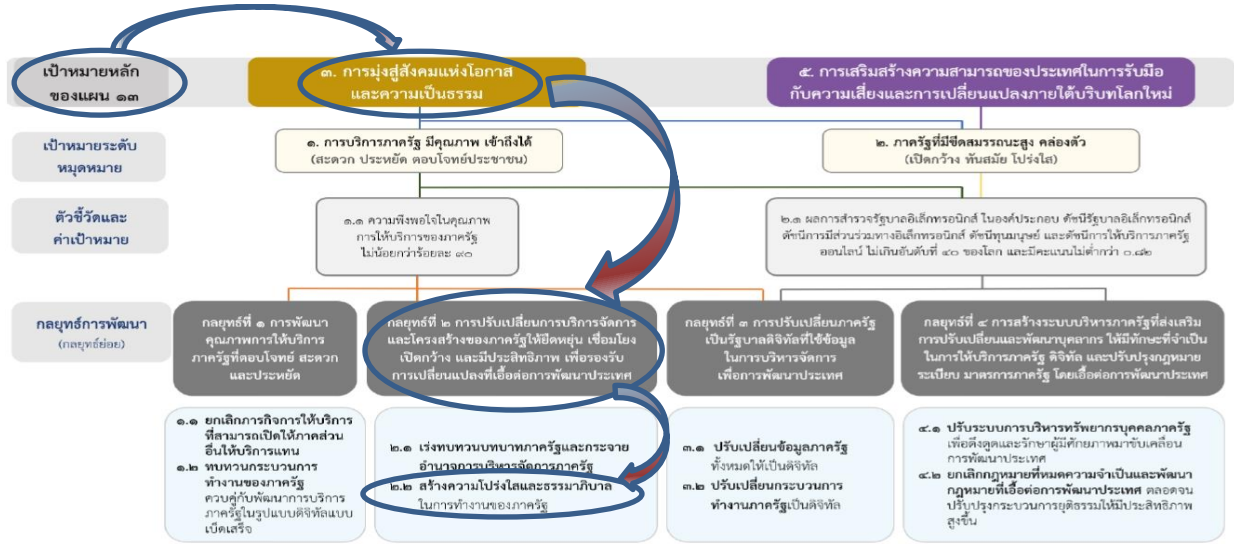 เป้าหมายหลัก
ของแผน ๑๓
๓. การมุ่งสู่สังคมแห่งโอกาส
และความเป็นธรรม
๕. การเสริมสร้างความสามารถของประเทศในการรับมือ
กับความเสี่ยงและการเปลี่ยนแปลงภายใต้บริบทโลกใหม่
เป้าหมายระดับ
หมุดหมาย
๑. การบริการภาครัฐ มีคุณภาพ เข้าถึงได้
(สะดวก ประหยัด ตอบโจทย์ประชาชน)
๒. ภาครัฐที่มีขีดสมรรถนะสูง คล่องตัว
(เปิดกว้าง ทันสมัย โปร่งใส)
ตัวชี้วัดและ
ค่าเป้าหมาย
๑.๑ ความพึงพอใจในคุณภาพ
การให้บริการของภาครัฐ
ไม่น้อยกว่าร้อยละ ๙๐
๒.๑ ผลการสำรวจรัฐบาลอิเล็กทรอนิกส์ ในองค์ประกอบ ดัชนีรัฐบาลอิเล็กทรอนิกส์
ดัชนีการมีส่วนร่วมทางอิเล็กทรอนิกส์ ดัชนีทุนมนุษย์ และดัชนีการให้บริการภาครัฐ
ออนไลน์ ไม่เกินอันดับที่ ๔๐ ของโลก และมีคะแนนไม่ต่ำกว่า ๐.๘๒
กลยุทธ์การพัฒนา
(กลยุทธ์ย่อย)
กลยุทธ์ที่ ๑ การพัฒนา
คุณภาพการให้บริการ
ภาครัฐที่ตอบโจทย์ สะดวก
และประหยัด
กลยุทธ์ที่ ๒ การปรับเปลี่ยนการบริหารจัดการ
และโครงสร้างของภาครัฐให้ยืดหยุ่น เชื่อมโยง
เปิดกว้าง และมีประสิทธิภาพ เพื่อรองรับ
การเปลี่ยนแปลงที่เอื้อต่อการพัฒนาประเทศ
กลยุทธ์ที่ ๓ การปรับเปลี่ยนภาครัฐ
เป็นรัฐบาลดิจิทัลที่ใช้ข้อมูล
ในการบริหารจัดการ
เพื่อการพัฒนาประเทศ
กลยุทธ์ที่ ๔ การสร้างระบบบริหารภาครัฐที่ส่งเสริม
การปรับเปลี่ยนและพัฒนาบุคลากร ให้มีทักษะที่จำเป็น
ในการให้บริการภาครัฐ ดิจิทัล และปรับปรุงกฎหมาย
ระเบียบ มาตรการภาครัฐ โดยเอื้อต่อการพัฒนาประเทศ
๑.๑ ยกเลิกภารกิจการให้บริการ
ที่สามารถเปิดให้ภาคส่วน
อื่นให้บริการแทน
๑.๒ ทบทวนกระบวนการ
ทำงานของภาครัฐ
ควบคู่กับพัฒนาการบริการ
ภาครัฐในรูปแบบดิจิทัลแบบ
เบ็ดเสร็จ
๒.๑ เร่งทบทวนบทบาทภาครัฐและกระจาย
อำนาจการบริหารจัดการภาครัฐ
๒.๒ สร้างความโปร่งใสและธรรมาภิบาล
ในการทำงานของภาครัฐ
๓.๑ ปรับเปลี่ยนข้อมูลภาครัฐ
ทั้งหมดให้เป็นดิจิทัล
๓.๒ ปรับเปลี่ยนกระบวนการ
ทำงานภาครัฐเป็นดิจิทัล
๔.๑ ปรับระบบการบริหารทรัพยากรบุคคลภาครัฐ
เพื่อดึงดูดและรักษาผู้มีศักยภาพมาขับเคลื่อน
การพัฒนาประเทศ
๔.๒ ยกเลิกกฎหมายที่หมดความจำเป็นและพัฒนา
กฎหมายที่เอื้อต่อการพัฒนาประเทศ ตลอดจน
ปรับปรุงกระบวนการยุติธรรมให้มีประสิทธิภาพ
สูงขึ้น